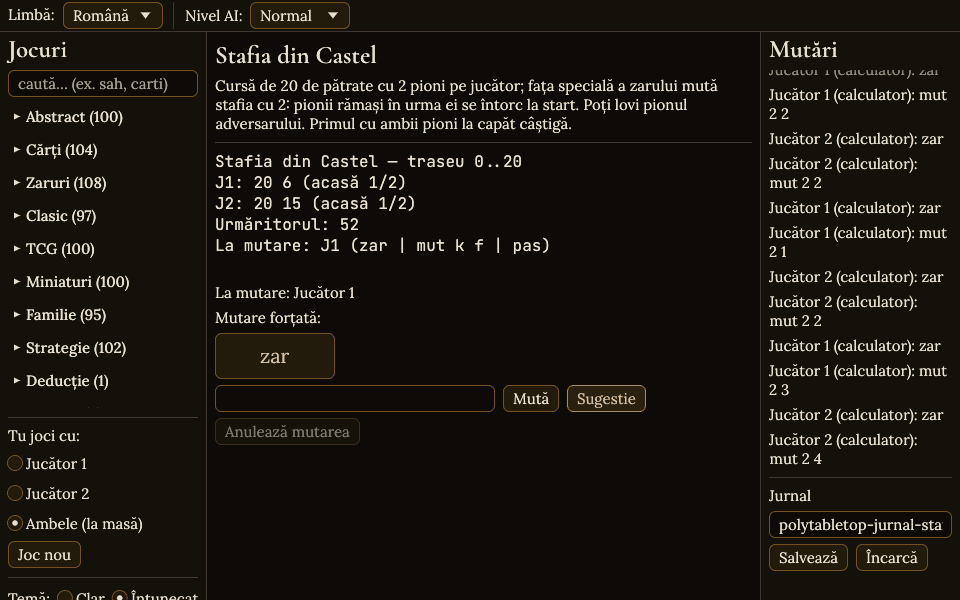 Limbă: Română Nivel AI: Normal
Jocuri
caută... (ex. sah, carti)
Abstract (100)
Cărți (104)
Zaruri (108)
Clasic (97)
TCG (100)
Miniaturi (100)
Familie (95)
Strategie (102)
Deducție (1)
Tu joci cu:
Jucător 1
Jucător 2
Ambele (la masă)
Joc nou
Temă: Clar Întunecat
Stafia din Castel
Cursă de 20 de pătrate cu 2 pioni pe jucător; fața specială a zarului mută
stafia cu 2: pionii rămași în urma ei se întorc la start. Poți lovi pionul
adversarului. Primul cu ambii pioni la capăt câștigă.
Stafia din Castel — traseu 0..20
J1: 20 6 (acasă 1/2)
J2: 20 15 (acasă 1/2)
Următoritorul: 52
La mutare: J1 (zar | mut k f | pas)
La mutare: Jucător 1
Mutare forțată:
zar
Mută Sugestie
Anulează mutarea
Mutări
Jucător 1 (calculator): zar
Jucător 1 (calculator): mut
2 2
Jucător 2 (calculator): zar
Jucător 2 (calculator):
mut 2 2
Jucător 1 (calculator): zar
Jucător 1 (calculator): mut
2 1
Jucător 2 (calculator): zar
Jucător 2 (calculator):
mut 2 2
Jucător 1 (calculator): zar
Jucător 1 (calculator): mut
2 3
Jucător 2 (calculator): zar
Jucător 2 (calculator):
mut 2 4
Jurnal
polytabletop-jurnal-sta
Salvează Încarcă